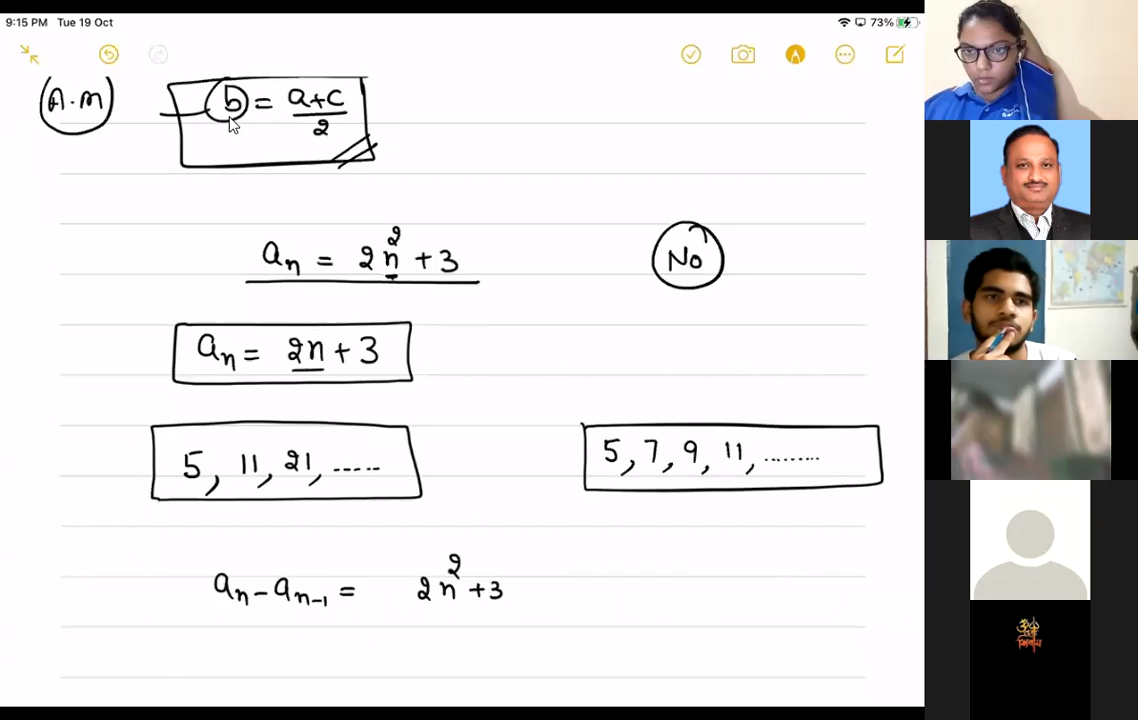 9:15 PM Tue 19 Oct
73%
A.M
b = a+c/2
aₙ = 2n² + 3
No
aₙ = 2n + 3
5, 11, 21, -----
5, 7, 9, 11, .........
aₙ - aₙ₋₁ = 2n² + 3